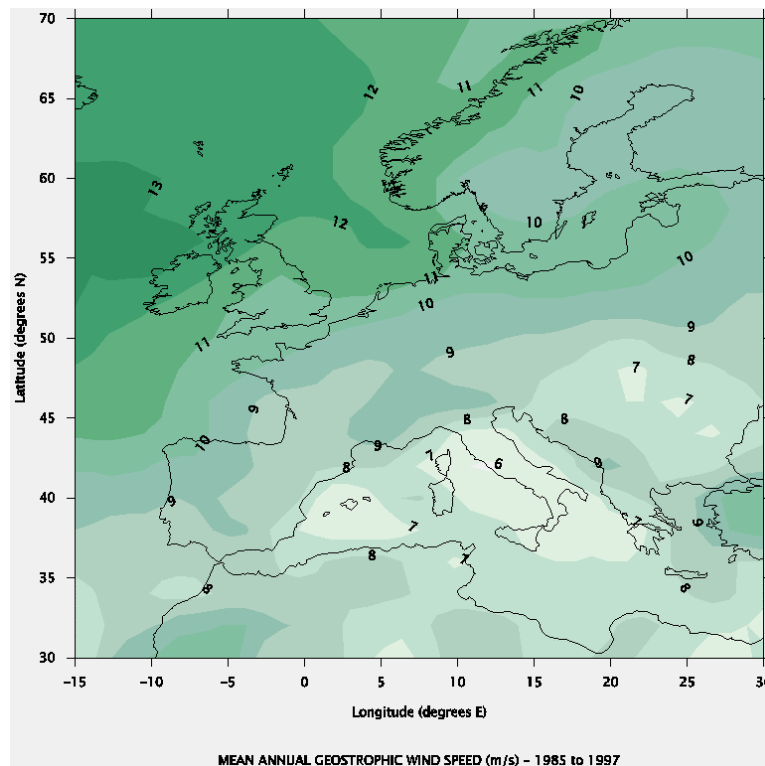 70
65
60
55
50
45
40
35
30
Latitude (degrees N)
12 11 11 10
13
12 10
10
11
10
11 9
9 8 7
7
9 8 8
10 9
8 7 6 9
9
7 7 6
8 7
8 8
−15 −10 −5 0 5 10 15 20 25 30
Longitude (degrees E)
MEAN ANNUAL GEOSTROPHIC WIND SPEED (m/s) – 1985 to 1997